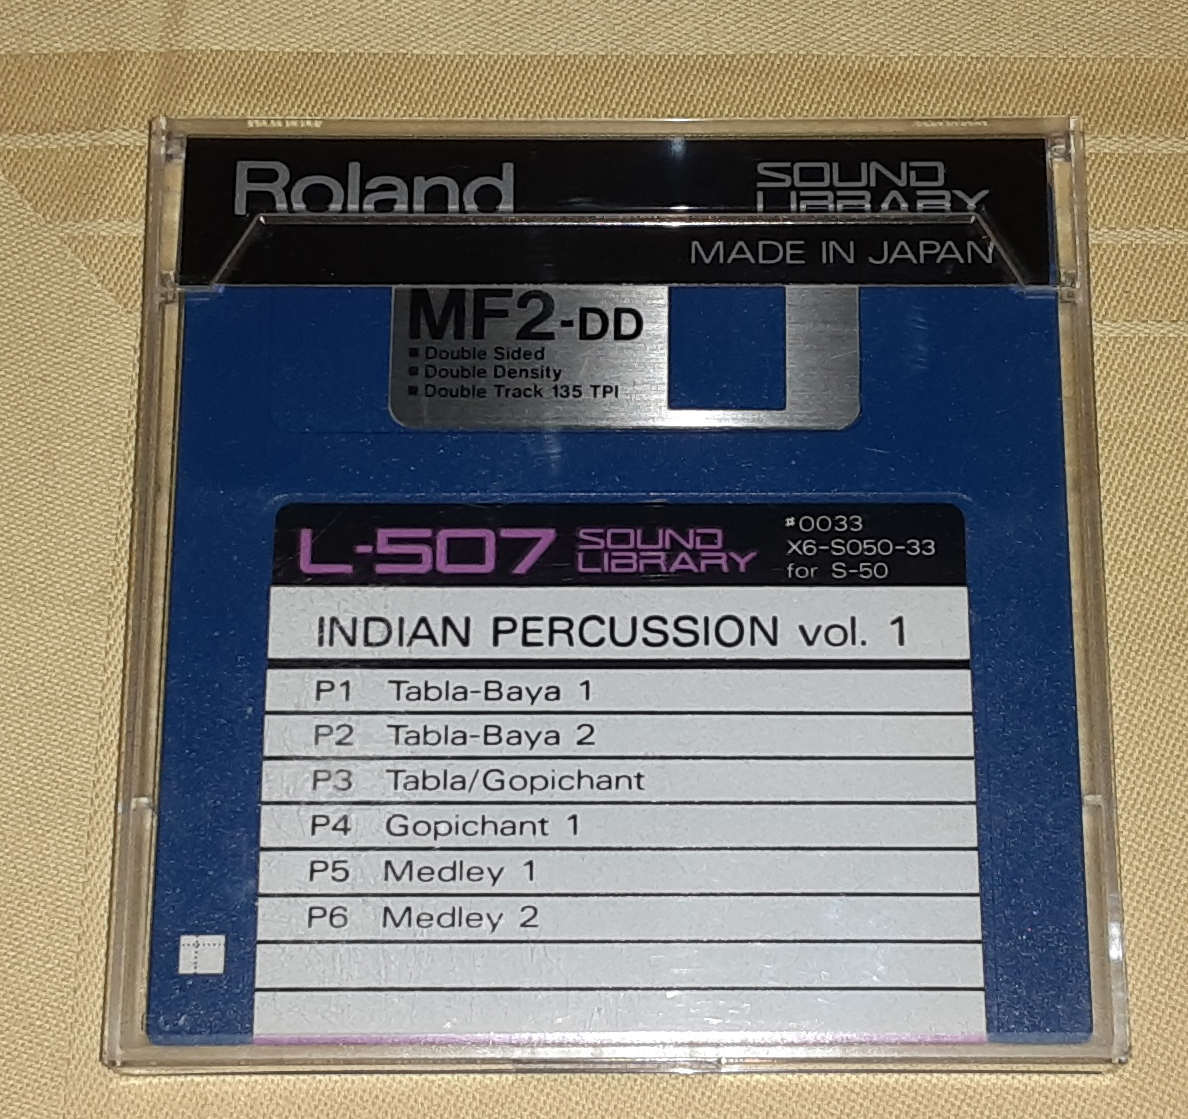 Roland
SOUND
LIBRARY
MADE IN JAPAN
MF2-DD
■ Double Sided
■ Double Density
■ Double Track 135 TPI
L-507 SOUND LIBRARY
#0033
X6-S050-33
for S-50
INDIAN PERCUSSION vol. 1
P1 Tabla-Baya 1
P2 Tabla-Baya 2
P3 Tabla/Gopichant
P4 Gopichant 1
P5 Medley 1
P6 Medley 2